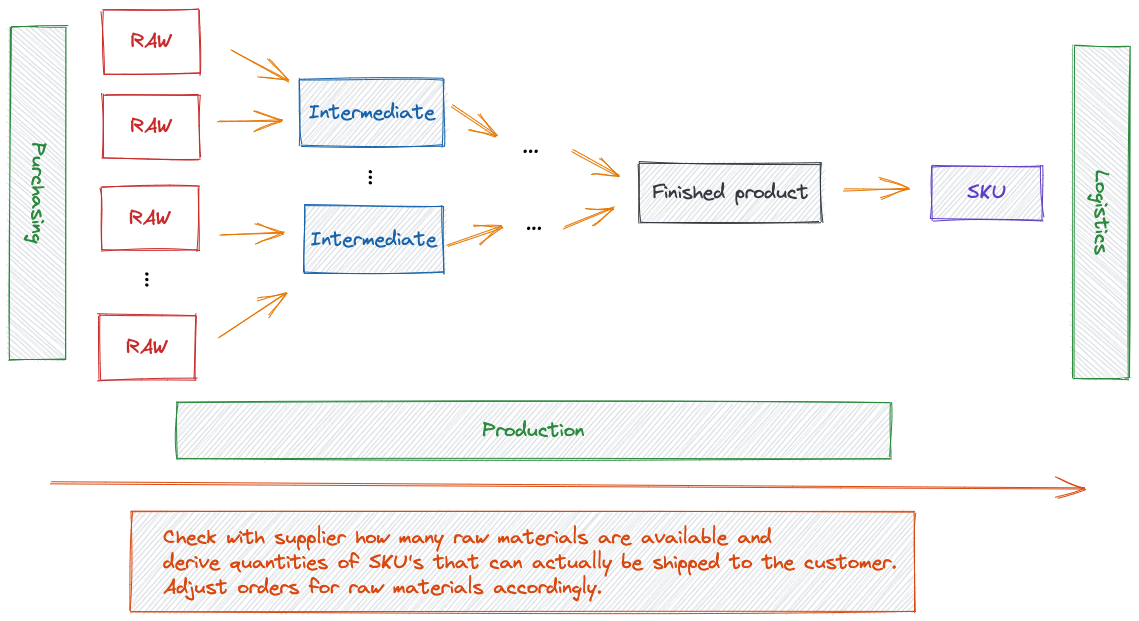 RAW
RAW
RAW
⋮
RAW
Purchasing
Intermediate
⋮
Intermediate
...
...
Finished product
SKU
Logistics
Production
Check with supplier how many raw materials are available and
derive quantities of SKU's that can actually be shipped to the customer.
Adjust orders for raw materials accordingly.